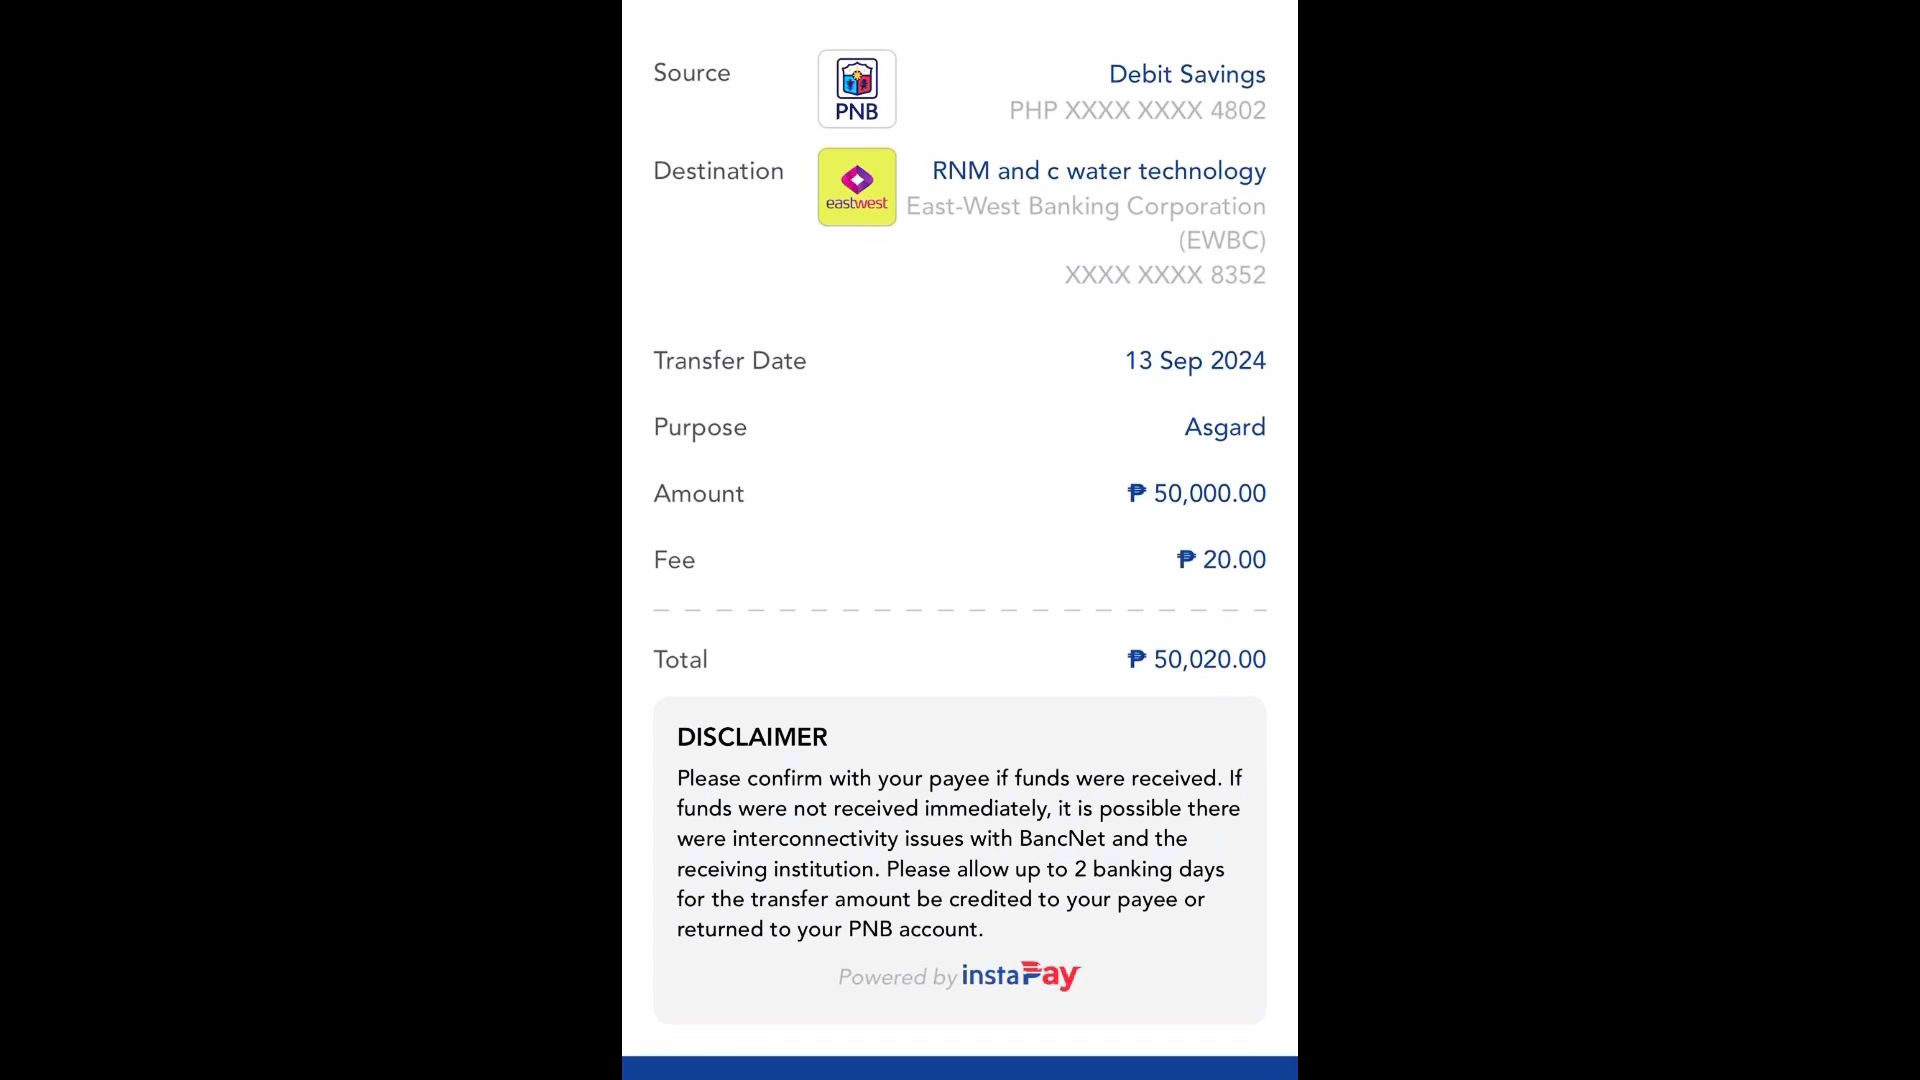 Source
PNB
Debit Savings
PHP XXXX XXXX 4802
Destination
eastwest
RNM and c water technology
East-West Banking Corporation
(EWBC)
XXXX XXXX 8352
Transfer Date 13 Sep 2024
Purpose Asgard
Amount ₱ 50,000.00
Fee ₱ 20.00
Total ₱ 50,020.00
DISCLAIMER
Please confirm with your payee if funds were received. If
funds were not received immediately, it is possible there
were interconnectivity issues with BancNet and the
receiving institution. Please allow up to 2 banking days
for the transfer amount be credited to your payee or
returned to your PNB account.
Powered by instaPay